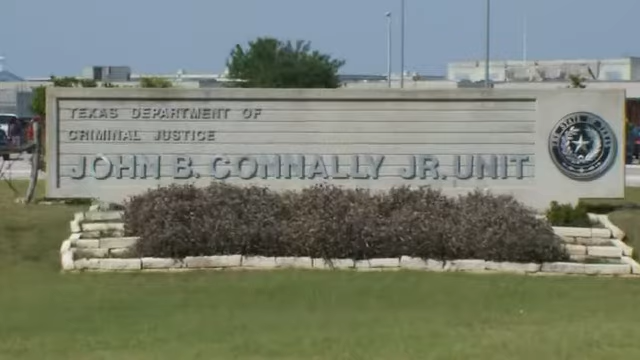 TEXAS DEPARTMENT OF
CRIMINAL JUSTICE
JOHN B. CONNALLY JR. UNIT